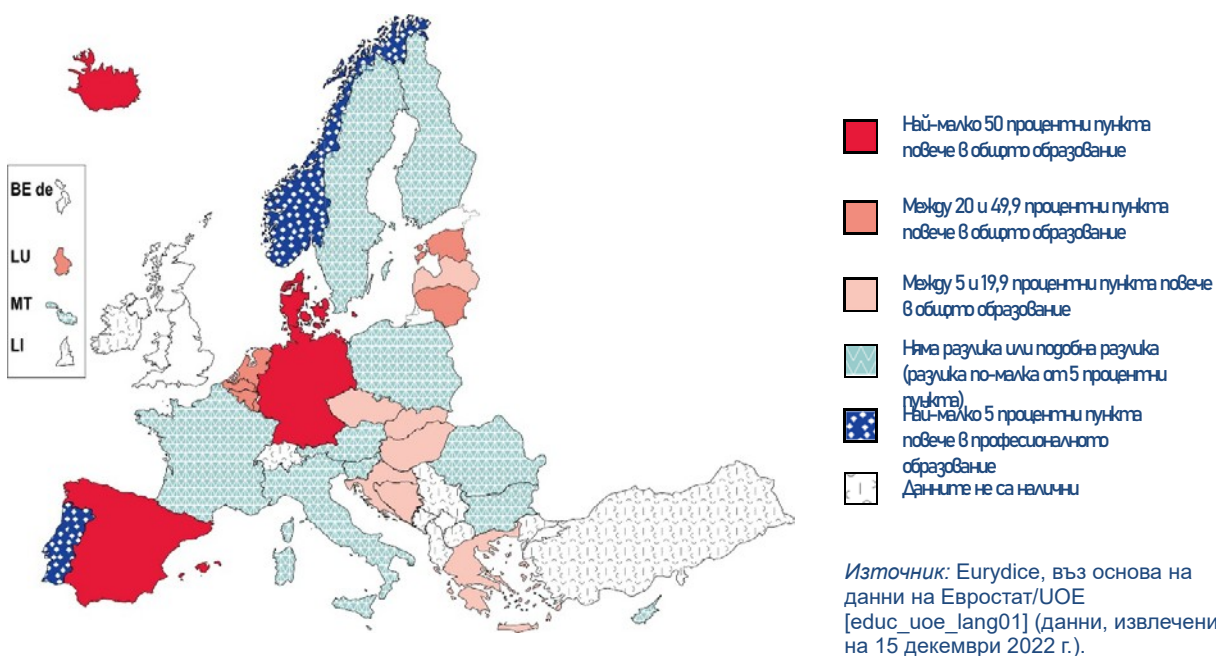 BE de
LU
MT
LI
Най-малко 50 процентни пункта
повече в общото образование
Между 20 и 49,9 процентни пункта
повече в общото образование
Между 5 и 19,9 процентни пункта повече
в общото образование
Няма разлика или подобна разлика
(разлика по-малка от 5 процентни
пункта)
Най-малко 5 процентни пункта
повече в професионалното
образование
Данните не са налични
Източник: Eurydice, въз основа на
данни на Евростат/UOE
[educ_uoe_lang01] (данни, извлечени
на 15 декември 2022 г.).